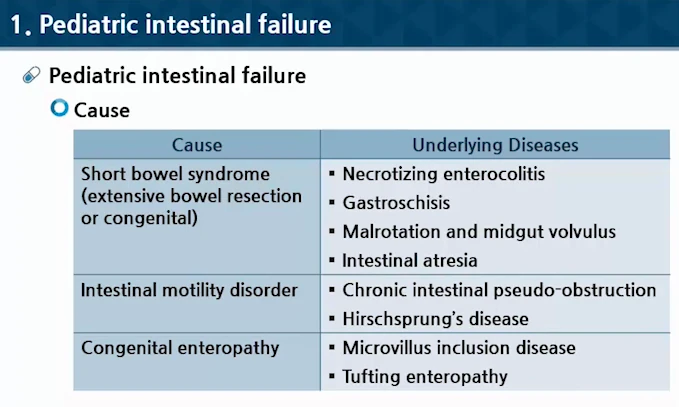 1. Pediatric intestinal failure
Pediatric intestinal failure
Cause
Cause
Underlying Diseases
Short bowel syndrome
(extensive bowel resection
or congenital)
▪ Necrotizing enterocolitis
▪ Gastroschisis
▪ Malrotation and midgut volvulus
▪ Intestinal atresia
Intestinal motility disorder
▪ Chronic intestinal pseudo-obstruction
▪ Hirschsprung's disease
Congenital enteropathy
▪ Microvillus inclusion disease
▪ Tufting enteropathy